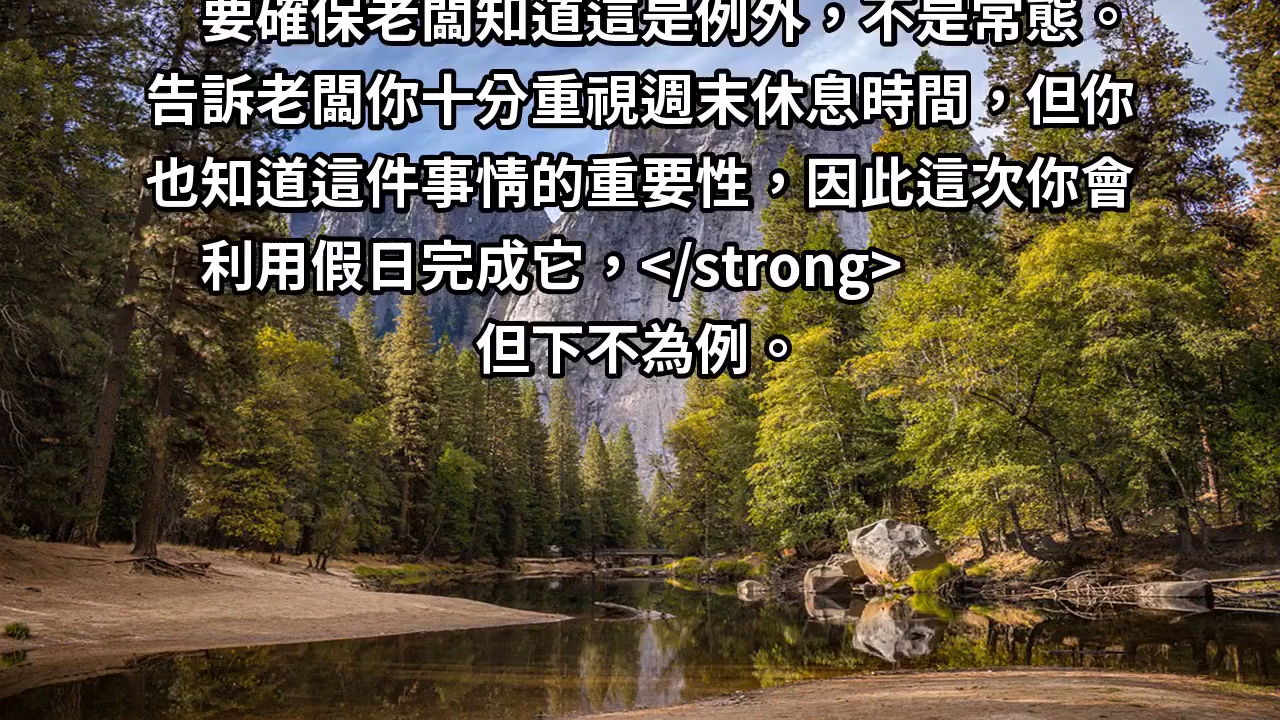 要確保老闆知道這是例外，不是常態。
告訴老闆你十分重視週末休息時間，但你
也知道這件事情的重要性，因此這次你會
利用假日完成它，</strong>
但下不為例。